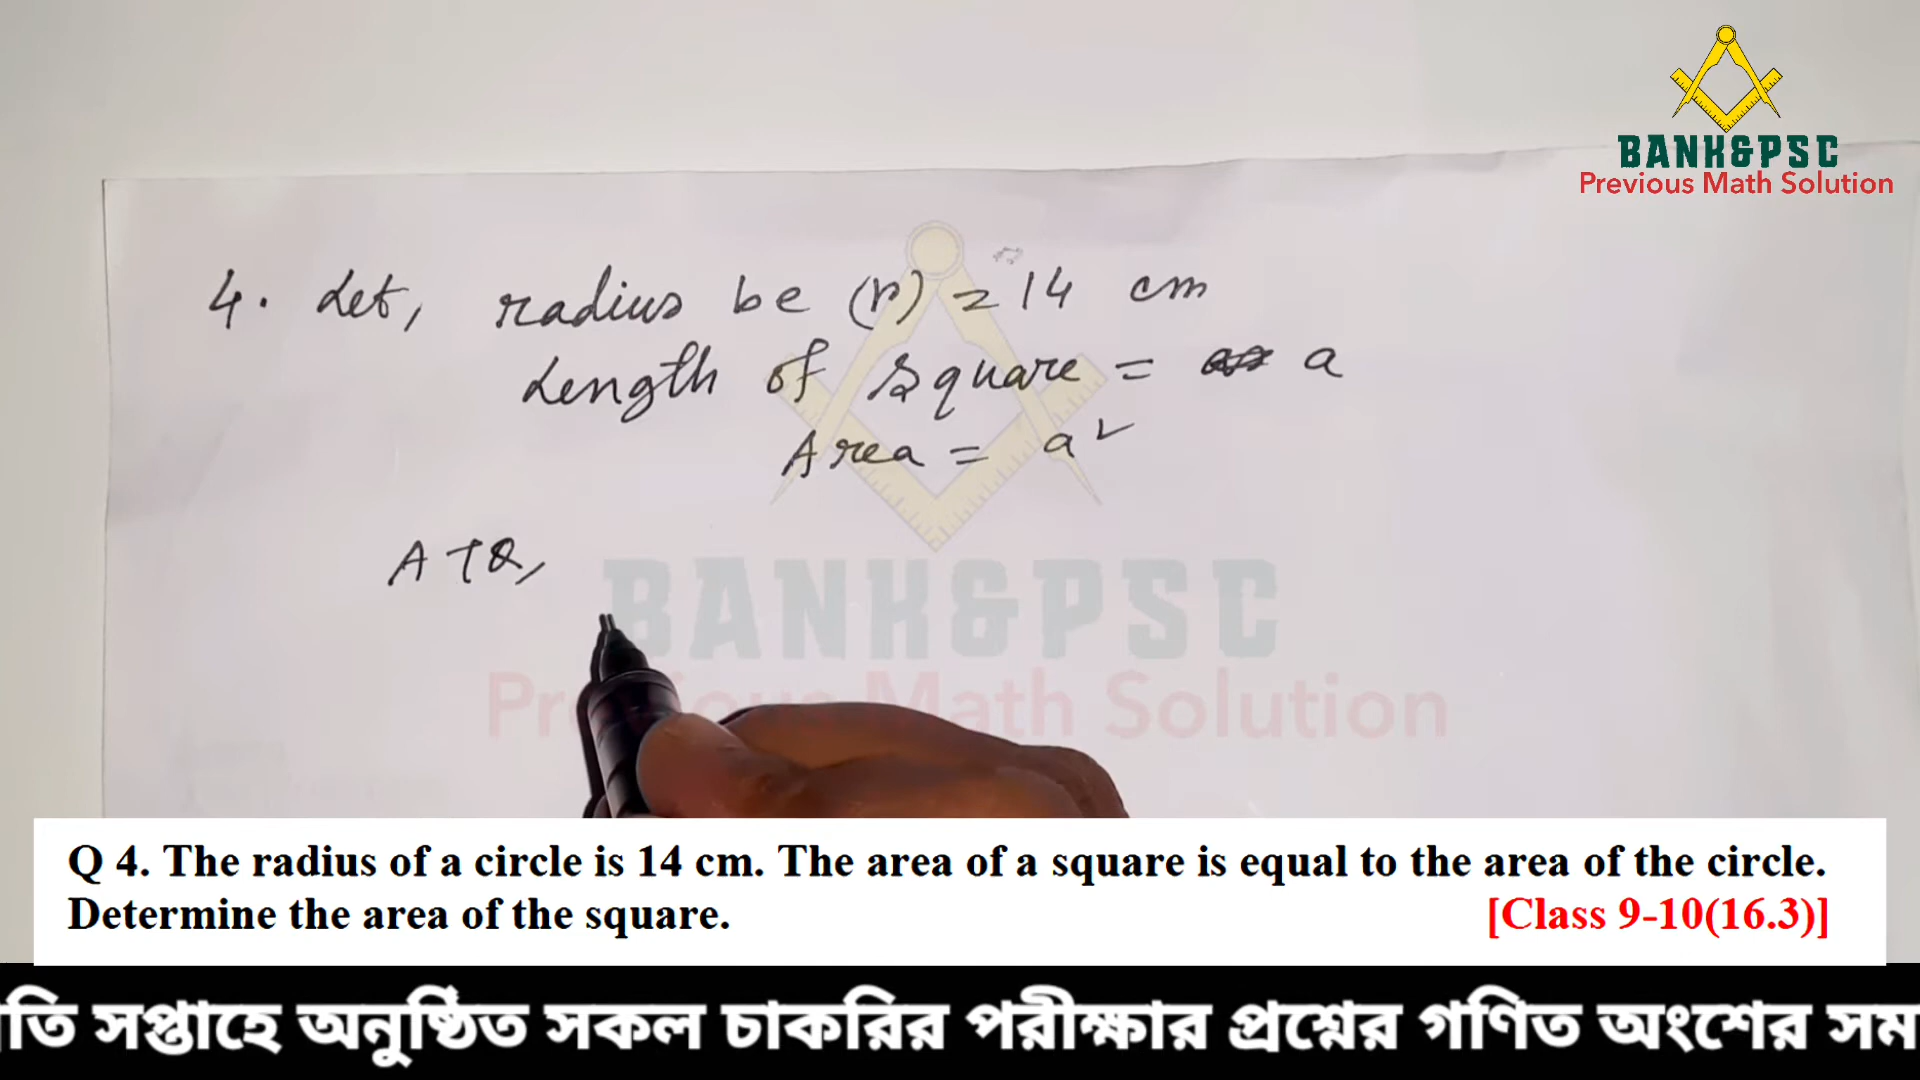 BANK&PSC
Previous Math Solution
4. Let, radius be (r) = 14 cm
Length of square = a
Area = a²
ATQ,
BANK&PSC
Previous Math Solution
Q 4. The radius of a circle is 14 cm. The area of a square is equal to the area of the circle.
Determine the area of the square. [Class 9-10(16.3)]
সপ্তাহে অনুষ্ঠিত সকল চাকরির পরীক্ষার প্রশ্নের গণিত অংশের